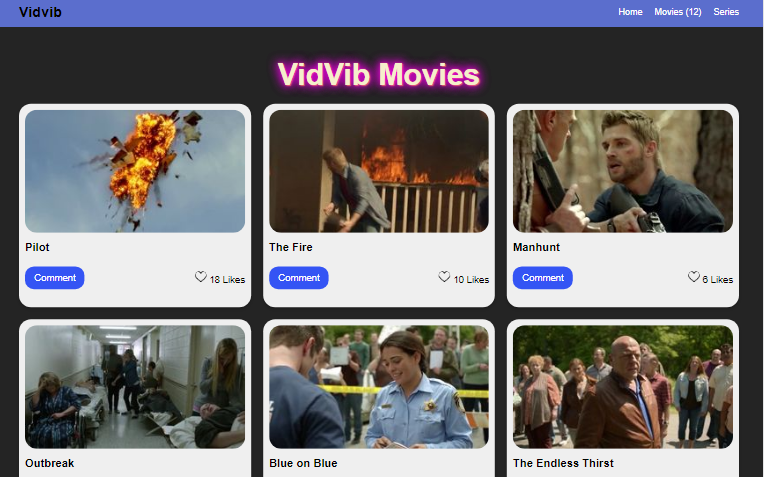 Vidvib
Home Movies (12) Series
VidVib Movies
Pilot
The Fire
Manhunt
Comment 18 Likes
Comment 10 Likes
Comment 6 Likes
Outbreak
Blue on Blue
The Endless Thirst